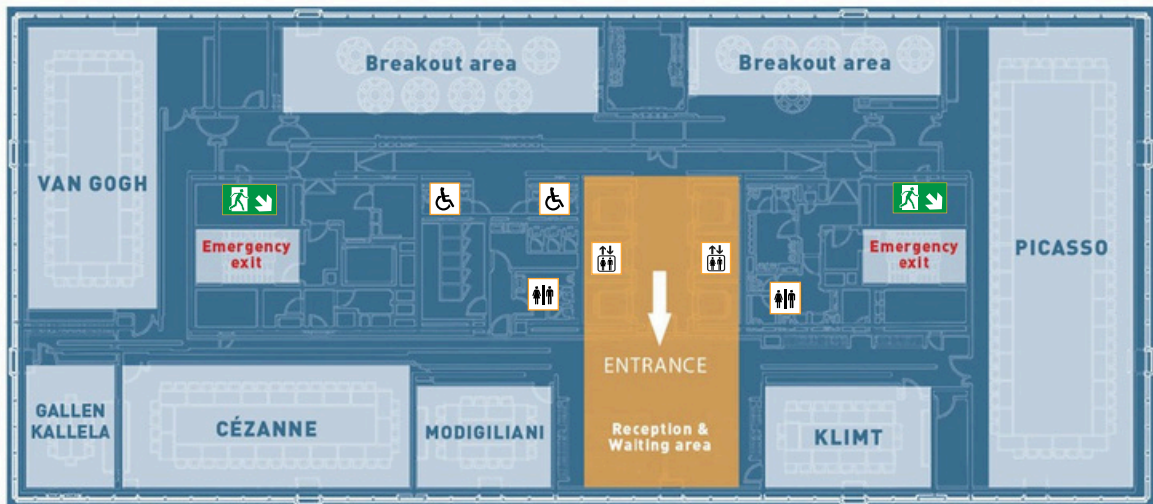 Breakout area
Breakout area
VAN GOGH
Emergency
exit
Emergency
exit
PICASSO
ENTRANCE
GALLEN
KALLELA
CÉZANNE
MODIGILIANI
Reception &
Waiting area
KLIMT